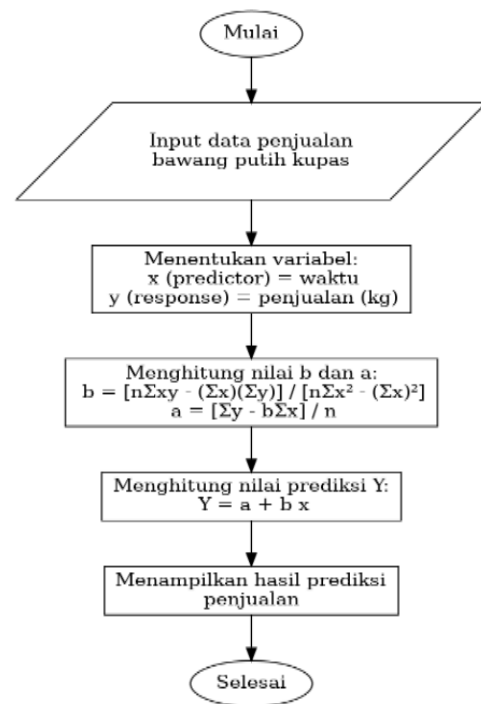 Mulai
Input data penjualan
bawang putih kupas
Menentukan variabel:
x (predictor) = waktu
y (response) = penjualan (kg)
Menghitung nilai b dan a:
b = [nΣxy - (Σx)(Σy)] / [nΣx² - (Σx)²]
a = [Σy - bΣx] / n
Menghitung nilai prediksi Y:
Y = a + b x
Menampilkan hasil prediksi
penjualan
Selesai